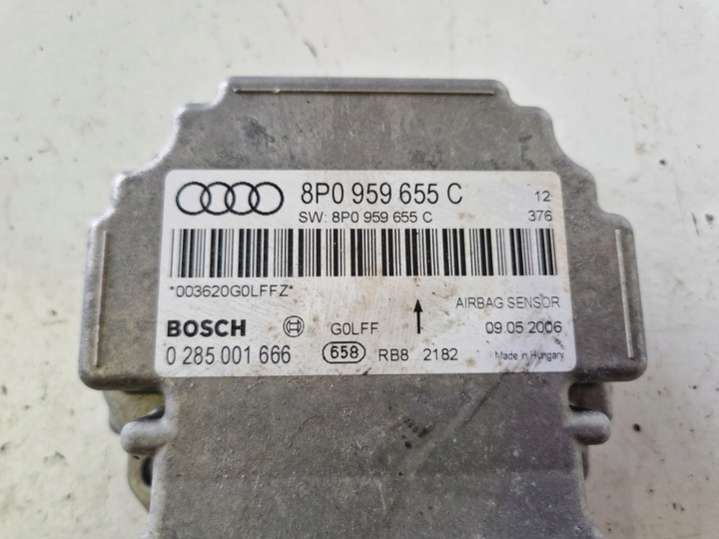 8P0 959 655 C 12
SW: 8P0 959 655 C 376
*003620G0LFFZ*
AIRBAG SENSOR
BOSCH G0LFF 09.05.2006
0 285 001 666 658 RB8 2182 Made in Hungary